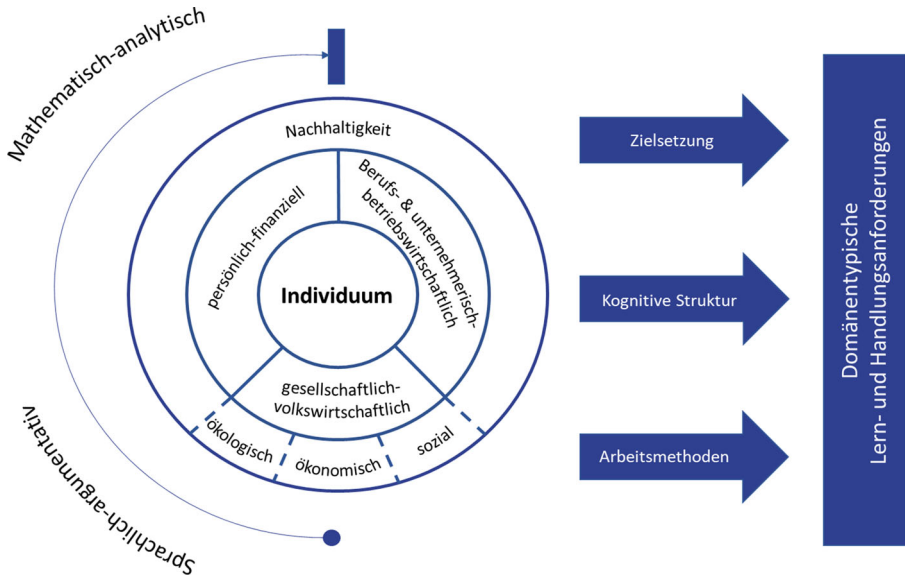 Mathematisch-analytisch
Sprachlich-argumentativ
Nachhaltigkeit
persönlich-finanziell
Berufs- & unternehmerisch-
betriebswirtschaftlich
Individuum
gesellschaftlich-
volkswirtschaftlich
ökologisch
ökonomisch
sozial
Zielsetzung
Kognitive Struktur
Arbeitsmethoden
Domänentypische
Lern- und Handlungsanforderungen